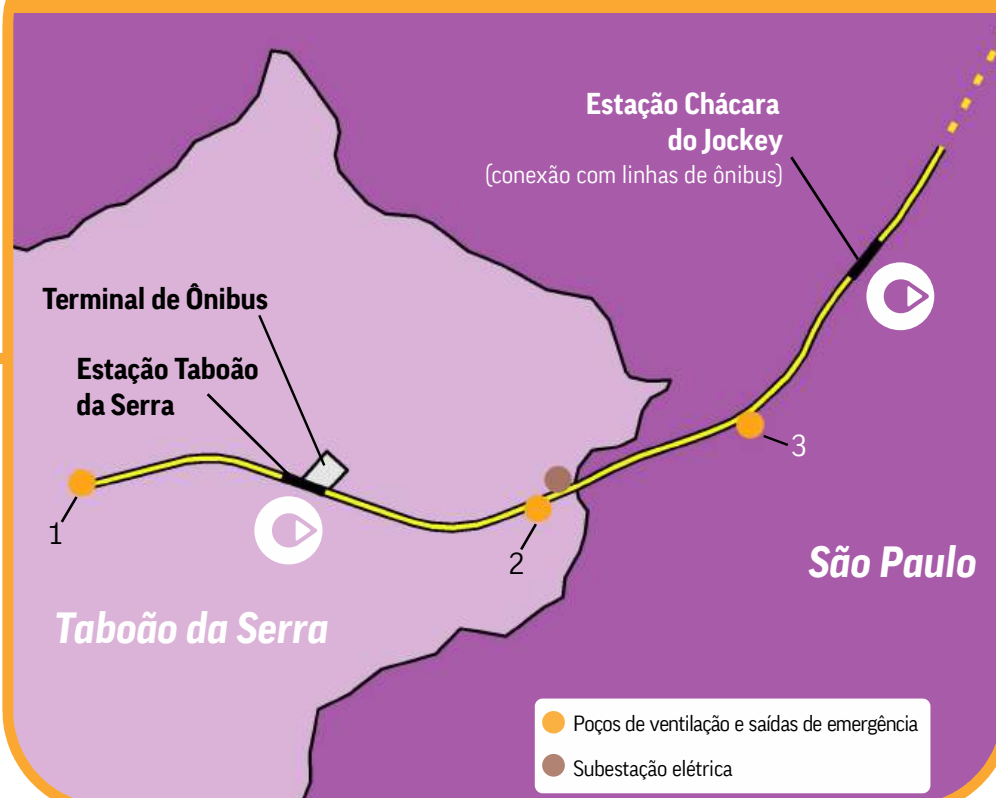 Estação Chácara
do Jockey
(conexão com linhas de ônibus)
Terminal de Ônibus
Estação Taboão
da Serra
3
1
2
São Paulo
Taboão da Serra
Poços de ventilação e saídas de emergência
Subestação elétrica